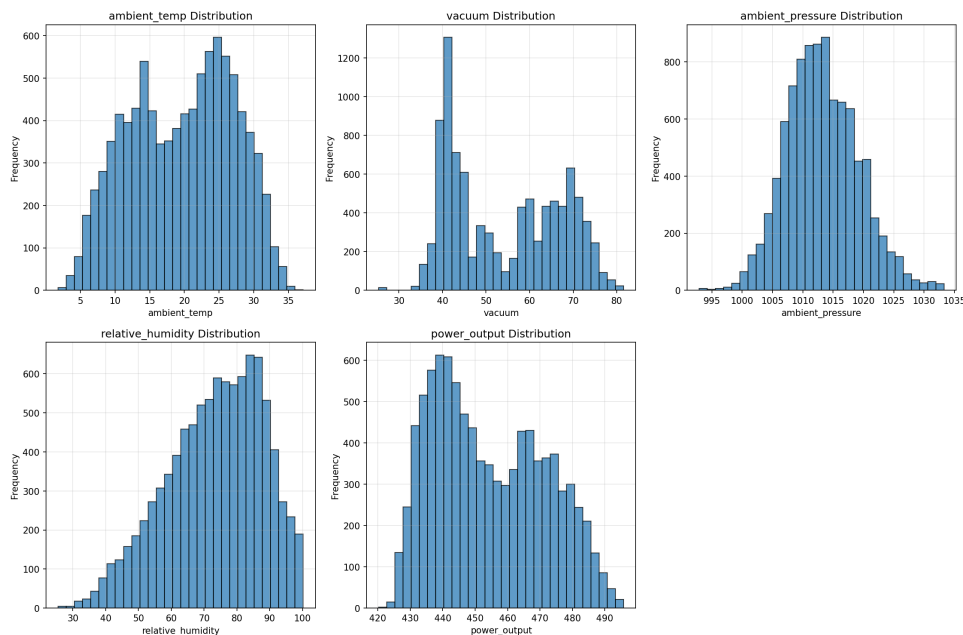 ambient_temp Distribution
Frequency
600
500
400
300
200
100
0
5 10 15 20 25 30 35
ambient_temp
vacuum Distribution
Frequency
1200
1000
800
600
400
200
0
30 40 50 60 70 80
vacuum
ambient_pressure Distribution
Frequency
800
600
400
200
0
995 1000 1005 1010 1015 1020 1025 1030 1035
ambient_pressure
relative_humidity Distribution
Frequency
600
500
400
300
200
100
0
30 40 50 60 70 80 90 100
relative_humidity
power_output Distribution
Frequency
600
500
400
300
200
100
0
420 430 440 450 460 470 480 490
power_output